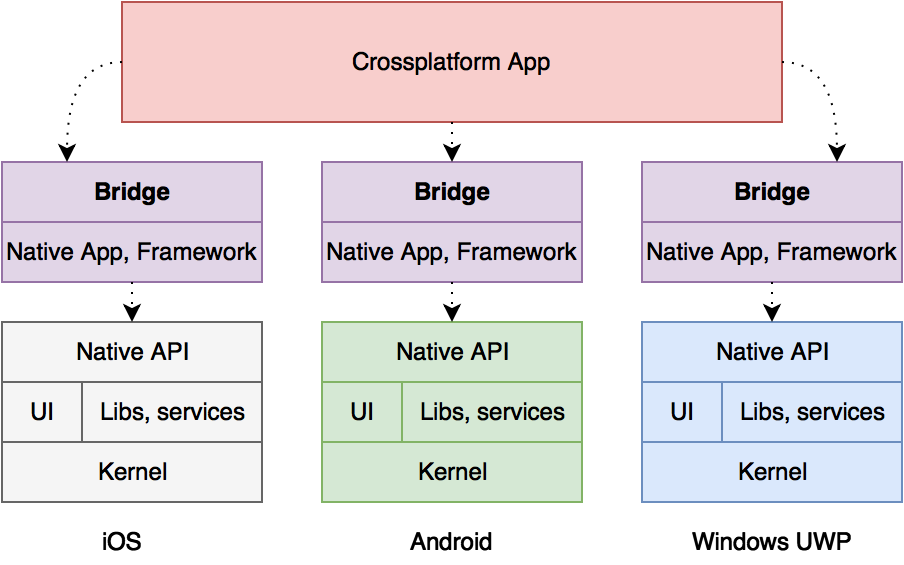 Crossplatform App
Bridge
Bridge
Bridge
Native App, Framework
Native App, Framework
Native App, Framework
Native API
Native API
Native API
UI
Libs, services
UI
Libs, services
UI
Libs, services
Kernel
Kernel
Kernel
iOS
Android
Windows UWP